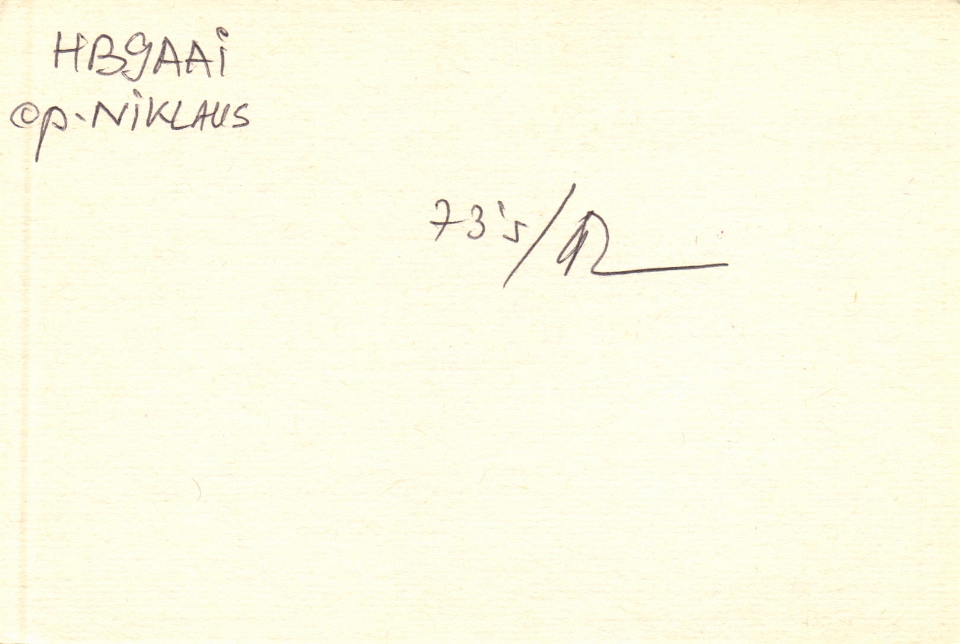 HB9AAi
op. NiKLAUS
73's/